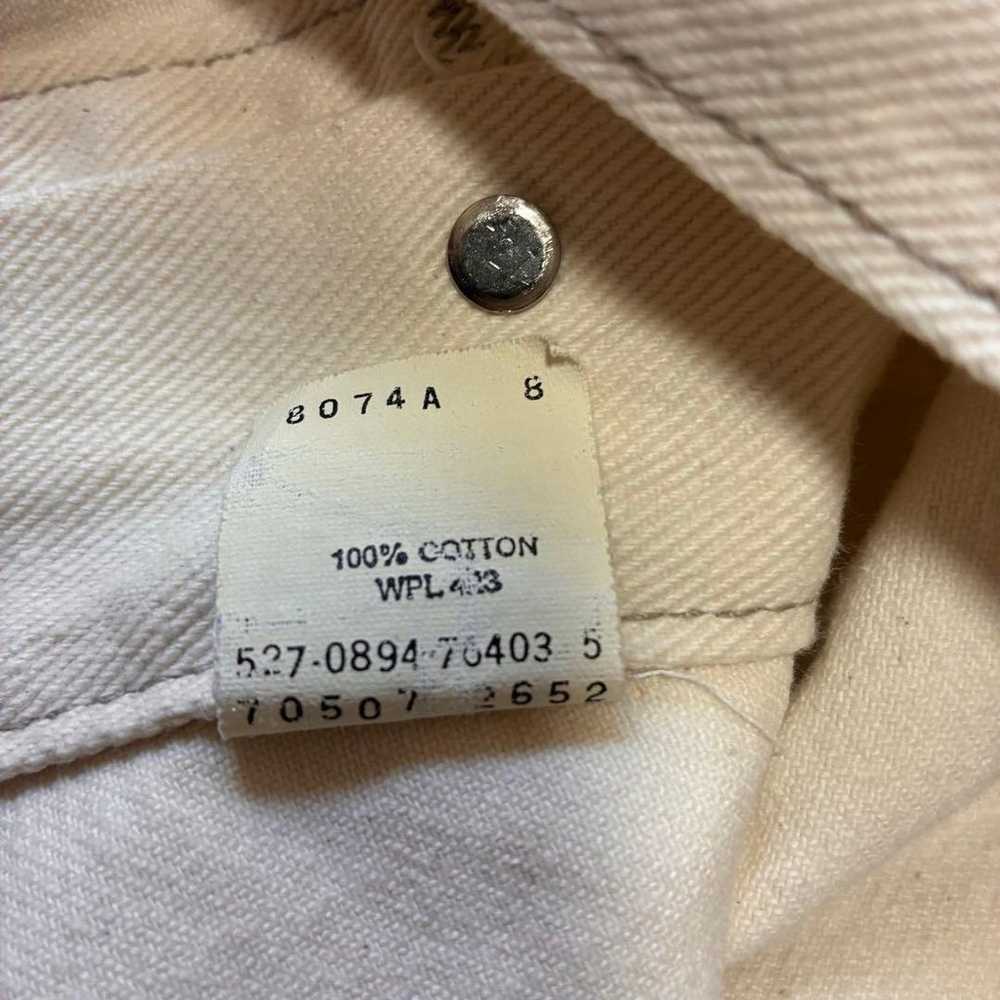 8074A 8
100% COTTON
WPL 423
527-0894-76403 5
70507 2652